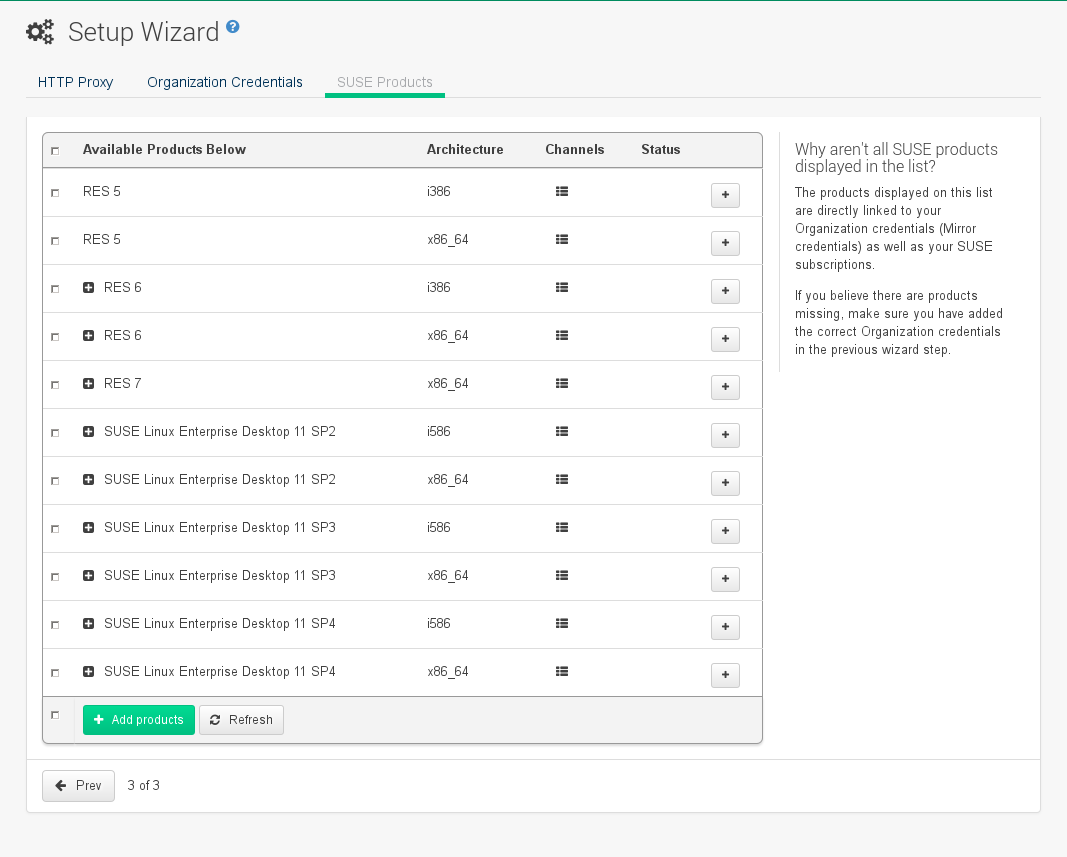 Setup Wizard ?
HTTP Proxy Organization Credentials SUSE Products
Available Products Below Architecture Channels Status
RES 5 i386
RES 5 x86_64
RES 6 i386
RES 6 x86_64
RES 7 x86_64
SUSE Linux Enterprise Desktop 11 SP2 i586
SUSE Linux Enterprise Desktop 11 SP2 x86_64
SUSE Linux Enterprise Desktop 11 SP3 i586
SUSE Linux Enterprise Desktop 11 SP3 x86_64
SUSE Linux Enterprise Desktop 11 SP4 i586
SUSE Linux Enterprise Desktop 11 SP4 x86_64
Add products Refresh
Why aren't all SUSE products
displayed in the list?
The products displayed on this list
are directly linked to your
Organization credentials (Mirror
credentials) as well as your SUSE
subscriptions.
If you believe there are products
missing, make sure you have added
the correct Organization credentials
in the previous wizard step.
Prev 3 of 3